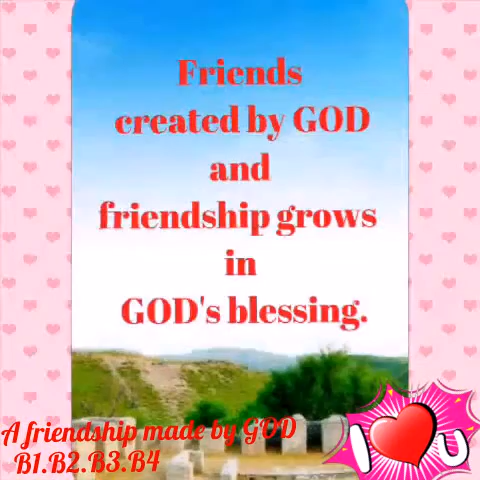 Friends
created by GOD
and
friendship grows
in
GOD's blessing.
A friendship made by GOD
B1.B2.B3.B4
I U